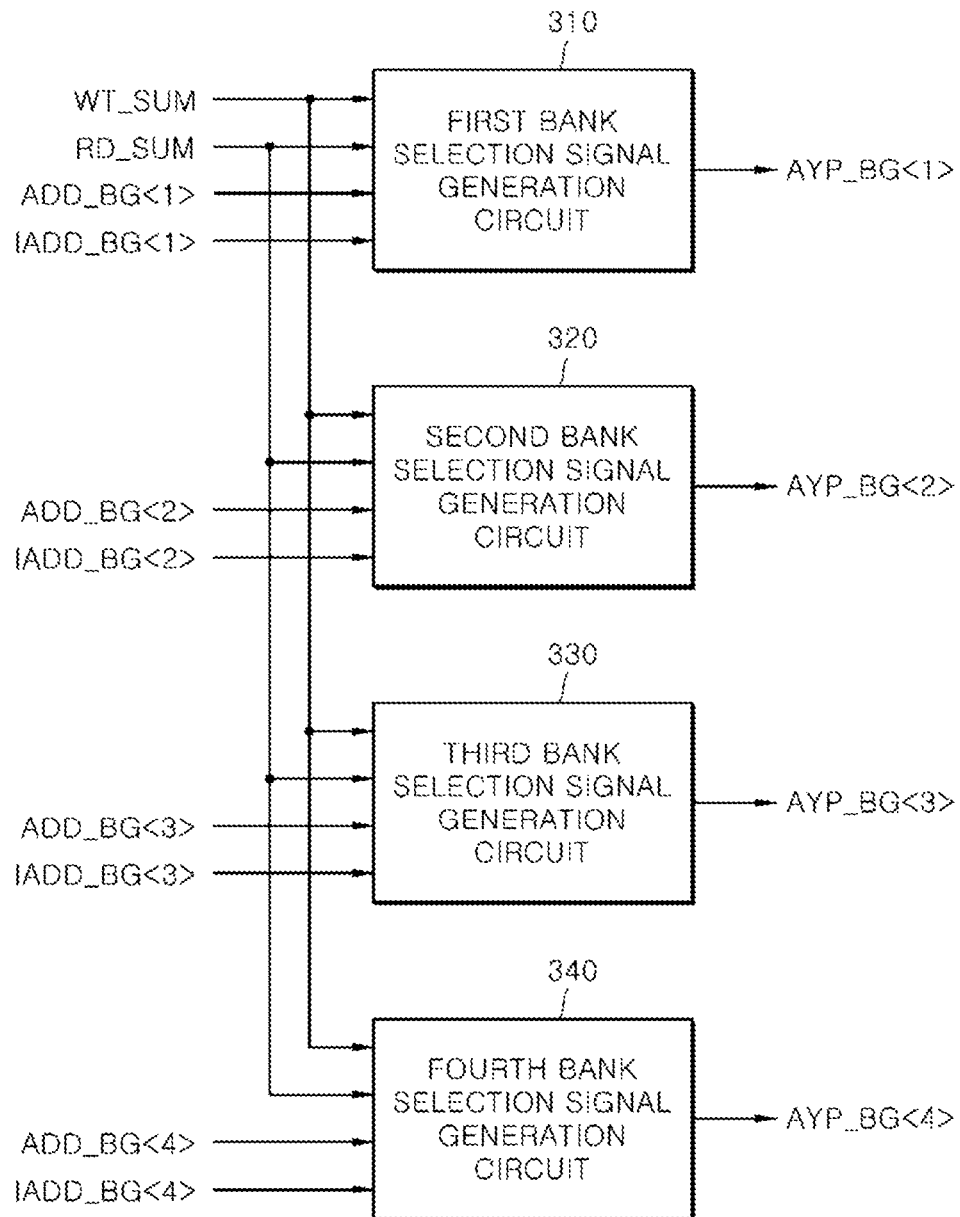 310
WT_SUM
RD_SUM
ADD_BG<1>
IADD_BG<1>
FIRST BANK
SELECTION SIGNAL
GENERATION
CIRCUIT
AYP_BG<1>
320
ADD_BG<2>
IADD_BG<2>
SECOND BANK
SELECTION SIGNAL
GENERATION
CIRCUIT
AYP_BG<2>
330
ADD_BG<3>
IADD_BG<3>
THIRD BANK
SELECTION SIGNAL
GENERATION
CIRCUIT
AYP_BG<3>
340
ADD_BG<4>
IADD_BG<4>
FOURTH BANK
SELECTION SIGNAL
GENERATION
CIRCUIT
AYP_BG<4>